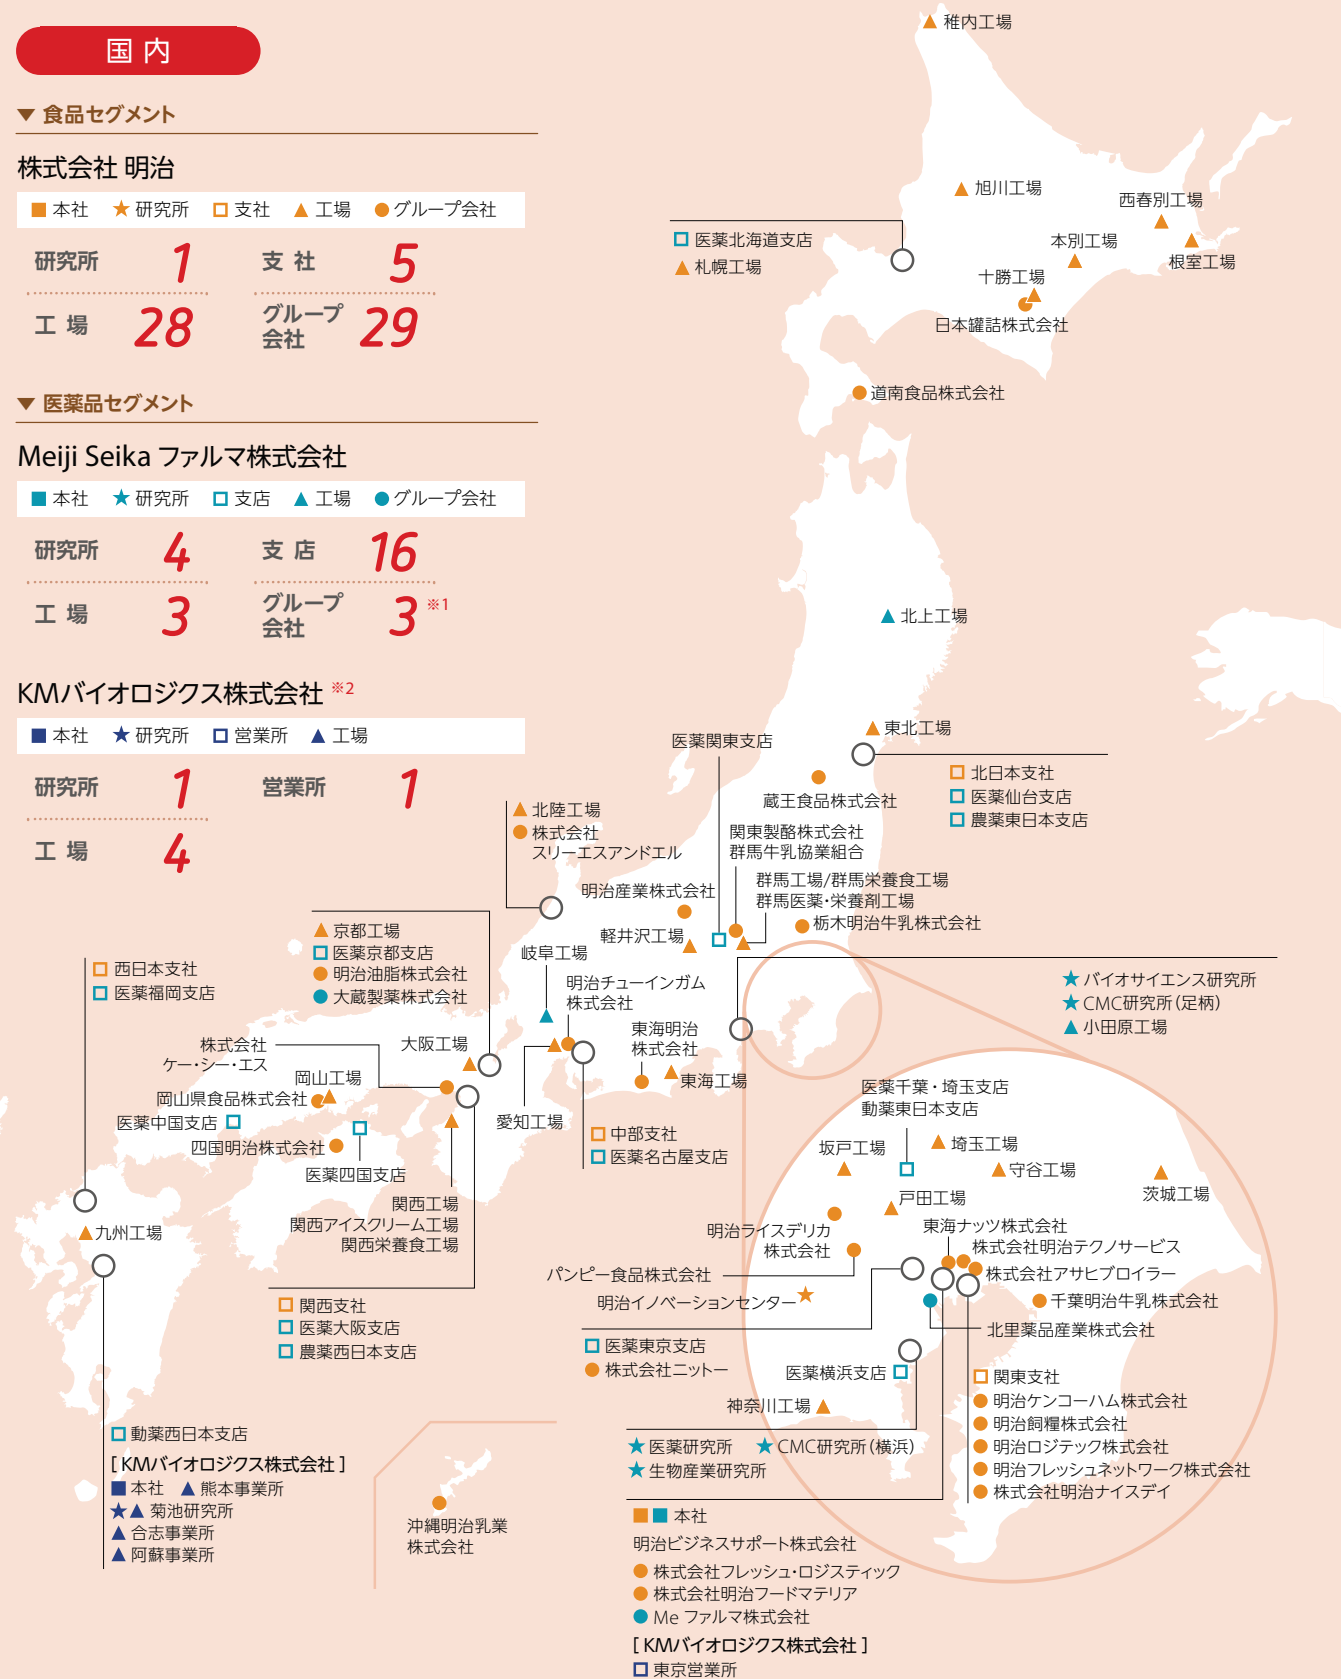 国内
▼ 食品セグメント
株式会社 明治
■ 本社 ★ 研究所 □ 支社 ▲ 工場 ● グループ会社
研究所 1 支 社 5
工 場 28 グループ会社 29
▼ 医薬品セグメント
Meiji Seika ファルマ株式会社
■ 本社 ★ 研究所 □ 支店 ▲ 工場 ● グループ会社
研究所 4 支 店 16
工 場 3 グループ会社 3 ※1
KMバイオロジクス株式会社 ※2
■ 本社 ★ 研究所 □ 営業所 ▲ 工場
研究所 1 営業所 1
工 場 4
稚内工場
旭川工場
西春別工場
本別工場
根室工場
十勝工場
日本罐詰株式会社
医薬北海道支店
札幌工場
道南食品株式会社
北上工場
東北工場
北日本支社
医薬仙台支店
農薬東日本支店
蔵王食品株式会社
医薬関東支店
関東製酪株式会社
群馬牛乳協業組合
群馬工場/群馬栄養食工場
群馬医薬・栄養剤工場
栃木明治牛乳株式会社
北陸工場
株式会社
スリーエスアンドエル
明治産業株式会社
軽井沢工場
岐阜工場
明治チューインガム
株式会社
東海明治
株式会社
東海工場
愛知工場
中部支社
医薬名古屋支店
バイオサイエンス研究所
CMC研究所(足柄)
小田原工場
京都工場
医薬京都支店
明治油脂株式会社
大蔵製薬株式会社
西日本支社
医薬福岡支店
株式会社
ケー・シー・エス
大阪工場
岡山工場
岡山県食品株式会社
医薬中国支店
四国明治株式会社
医薬四国支店
関西工場
関西アイスクリーム工場
関西栄養食工場
九州工場
関西支社
医薬大阪支店
農薬西日本支店
動薬西日本支店
[ KMバイオロジクス株式会社 ]
■ 本社 ▲ 熊本事業所
★▲ 菊池研究所
▲ 合志事業所
▲ 阿蘇事業所
沖縄明治乳業
株式会社
医薬千葉・埼玉支店
動薬東日本支店
坂戸工場
埼玉工場
守谷工場
茨城工場
戸田工場
明治ライスデリカ
株式会社
東海ナッツ株式会社
株式会社明治テクノサービス
株式会社アサヒブロイラー
パンピー食品株式会社
明治イノベーションセンター
千葉明治牛乳株式会社
北里薬品産業株式会社
医薬東京支店
株式会社ニットー
医薬横浜支店
神奈川工場
関東支社
明治ケンコーハム株式会社
明治飼糧株式会社
明治ロジテック株式会社
明治フレッシュネットワーク株式会社
株式会社明治ナイスデイ
★ 医薬研究所 ★ CMC研究所(横浜)
★ 生物産業研究所
■■ 本社
明治ビジネスサポート株式会社
株式会社フレッシュ・ロジスティック
株式会社明治フードマテリア
Me ファルマ株式会社
[ KMバイオロジクス株式会社 ]
東京営業所